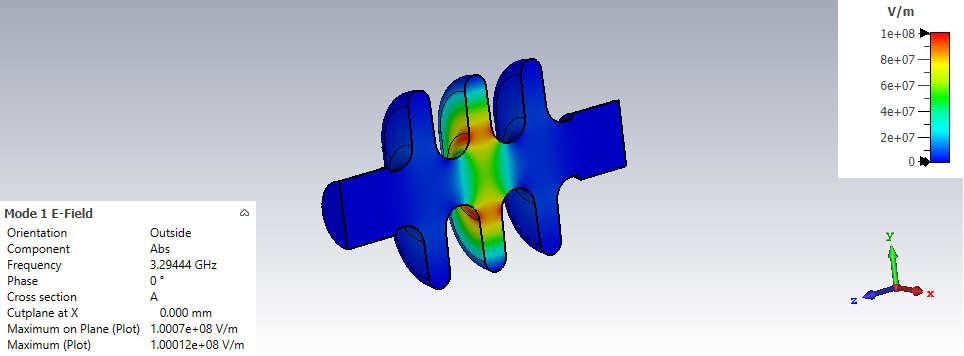 V/m
1e+08
8e+07
6e+07
4e+07
2e+07
0
Mode 1 E-Field
Orientation Outside
Component Abs
Frequency 3.29444 GHz
Phase 0 °
Cross section A
Cutplane at X 0.000 mm
Maximum on Plane (Plot) 1.0007e+08 V/m
Maximum (Plot) 1.00012e+08 V/m
y
z x